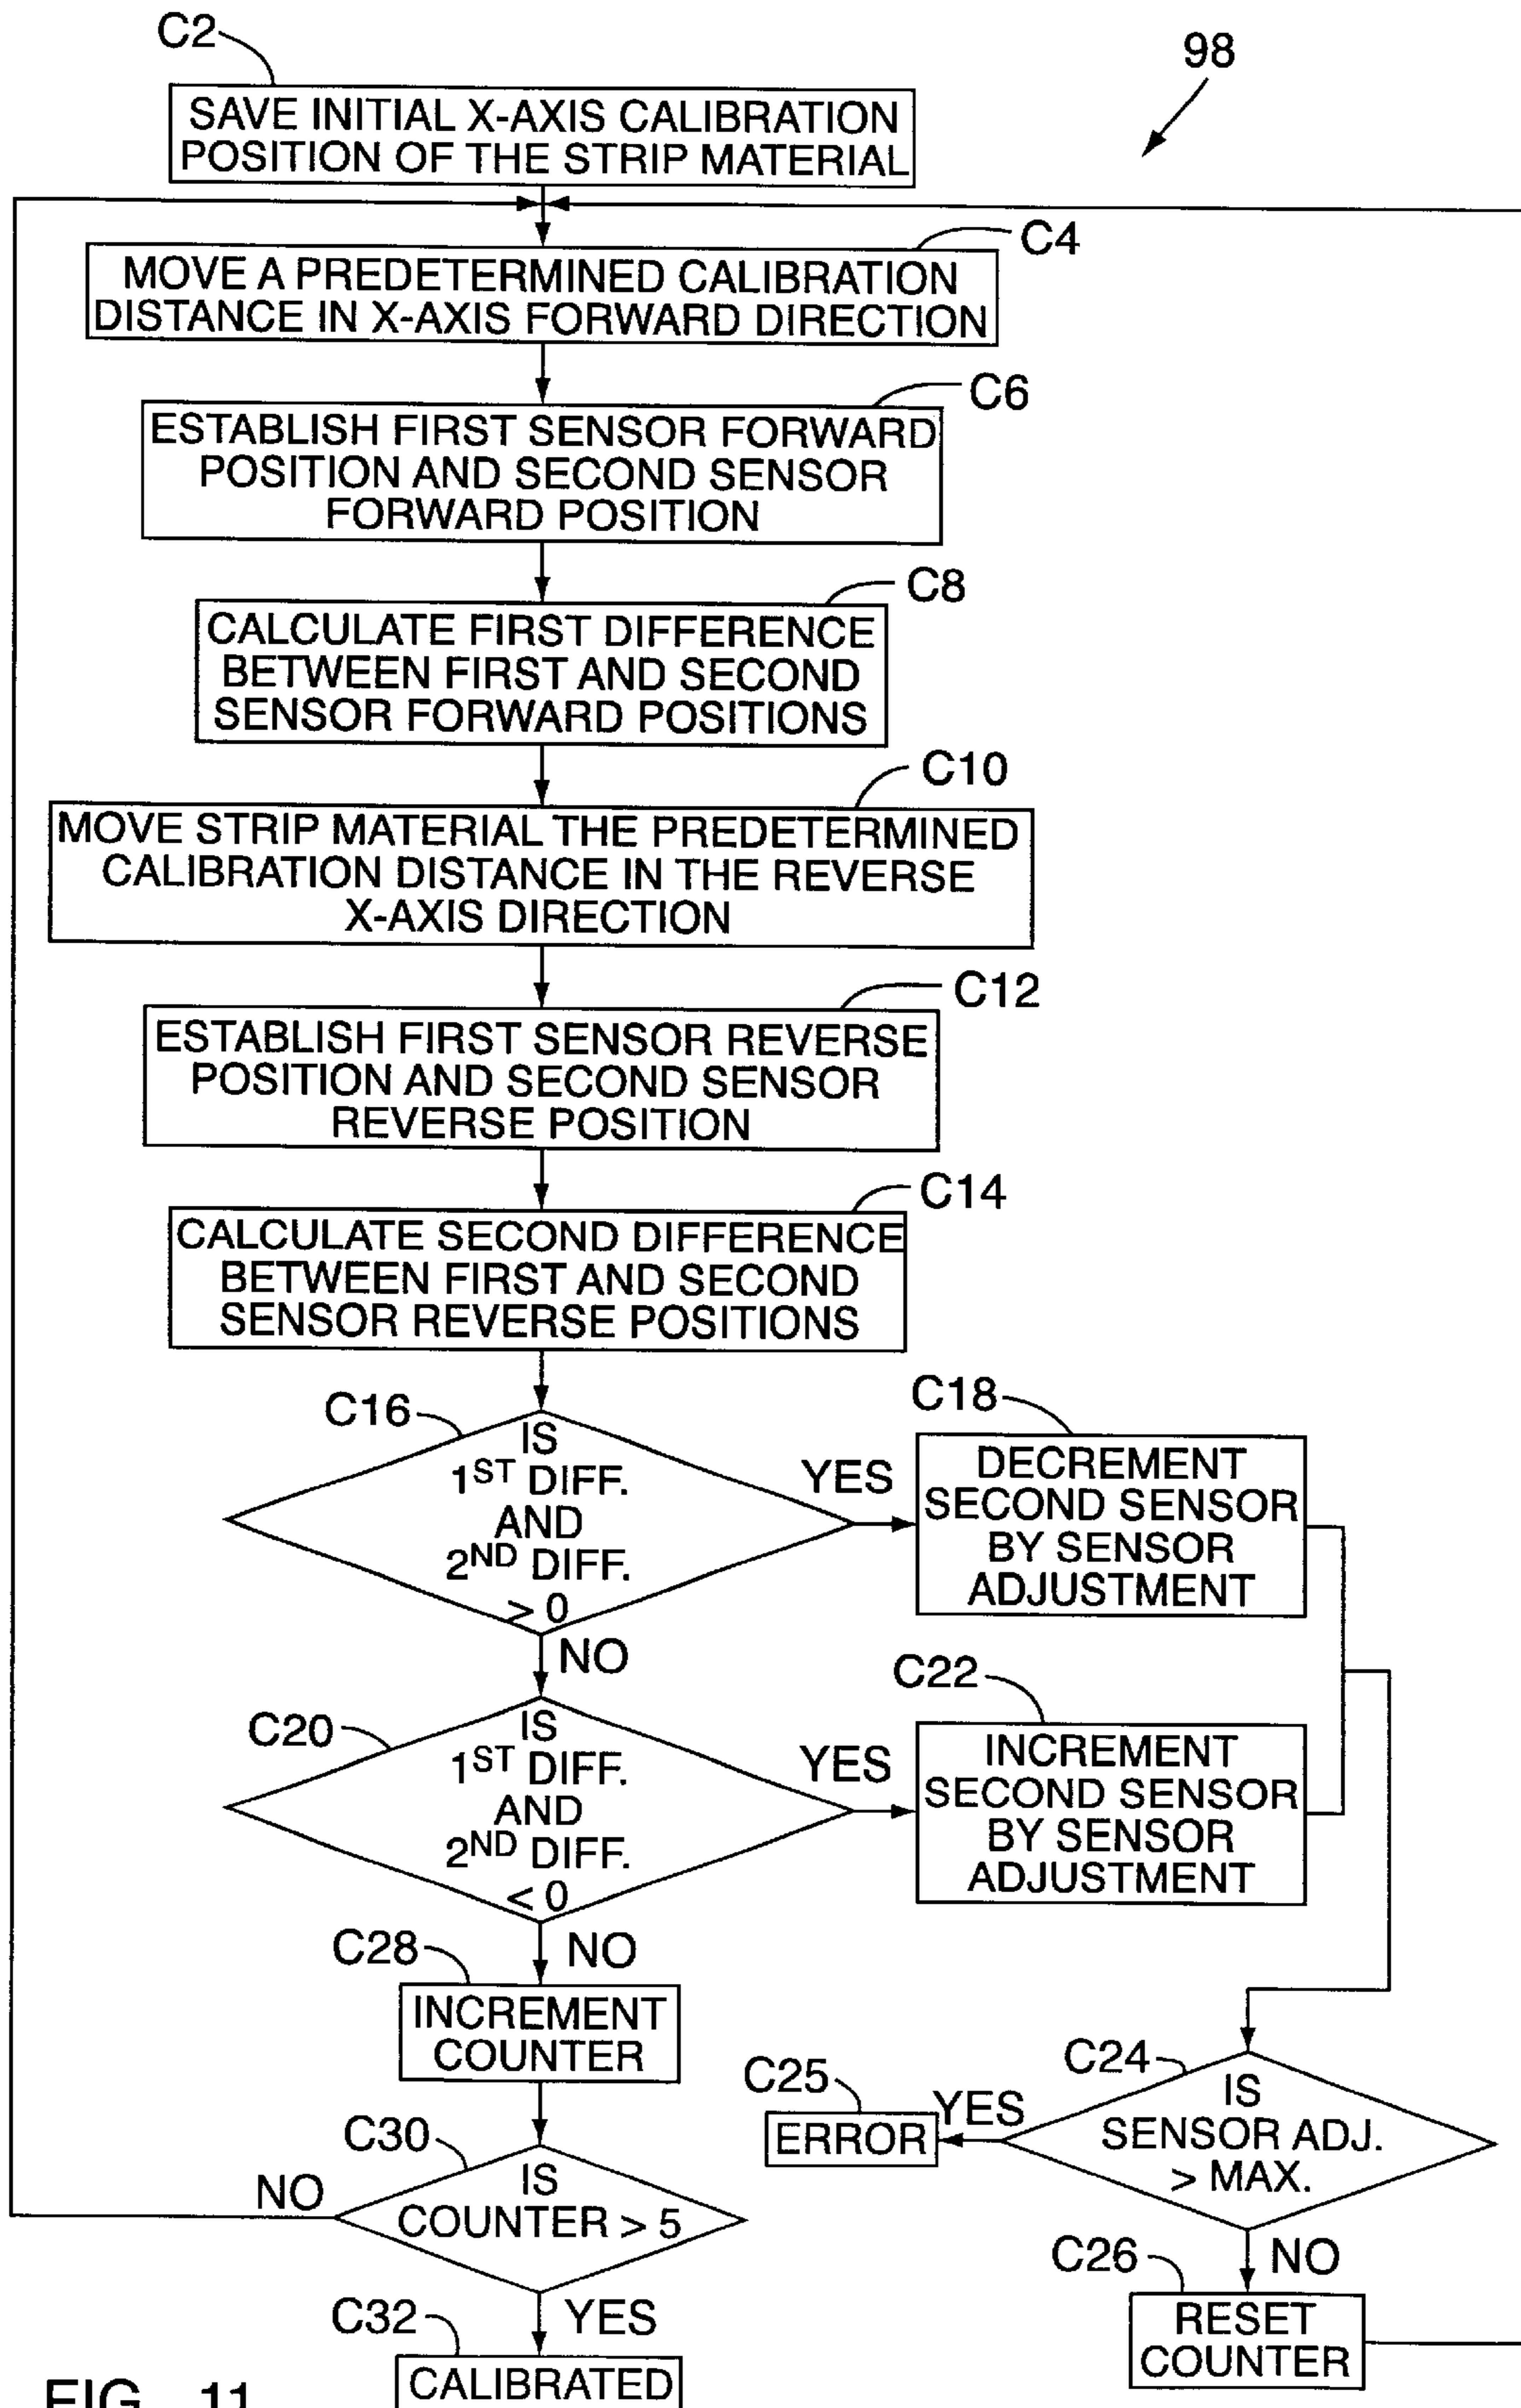 C2
98
SAVE INITIAL X-AXIS CALIBRATION
POSITION OF THE STRIP MATERIAL
C4
MOVE A PREDETERMINED CALIBRATION
DISTANCE IN X-AXIS FORWARD DIRECTION
C6
ESTABLISH FIRST SENSOR FORWARD
POSITION AND SECOND SENSOR
FORWARD POSITION
C8
CALCULATE FIRST DIFFERENCE
BETWEEN FIRST AND SECOND
SENSOR FORWARD POSITIONS
C10
MOVE STRIP MATERIAL THE PREDETERMINED
CALIBRATION DISTANCE IN THE REVERSE
X-AXIS DIRECTION
C12
ESTABLISH FIRST SENSOR REVERSE
POSITION AND SECOND SENSOR
REVERSE POSITION
C14
CALCULATE SECOND DIFFERENCE
BETWEEN FIRST AND SECOND
SENSOR REVERSE POSITIONS
C16
IS
1ST DIFF.
AND
2ND DIFF.
> 0
YES
C18
DECREMENT
SECOND SENSOR
BY SENSOR
ADJUSTMENT
NO
C20
IS
1ST DIFF.
AND
2ND DIFF.
< 0
YES
C22
INCREMENT
SECOND SENSOR
BY SENSOR
ADJUSTMENT
NO
C28
INCREMENT
COUNTER
C24
IS
SENSOR ADJ.
> MAX.
YES
C25
ERROR
C30
IS
COUNTER > 5
NO
NO
C26
RESET
COUNTER
YES
C32
CALIBRATED
FIG. 11